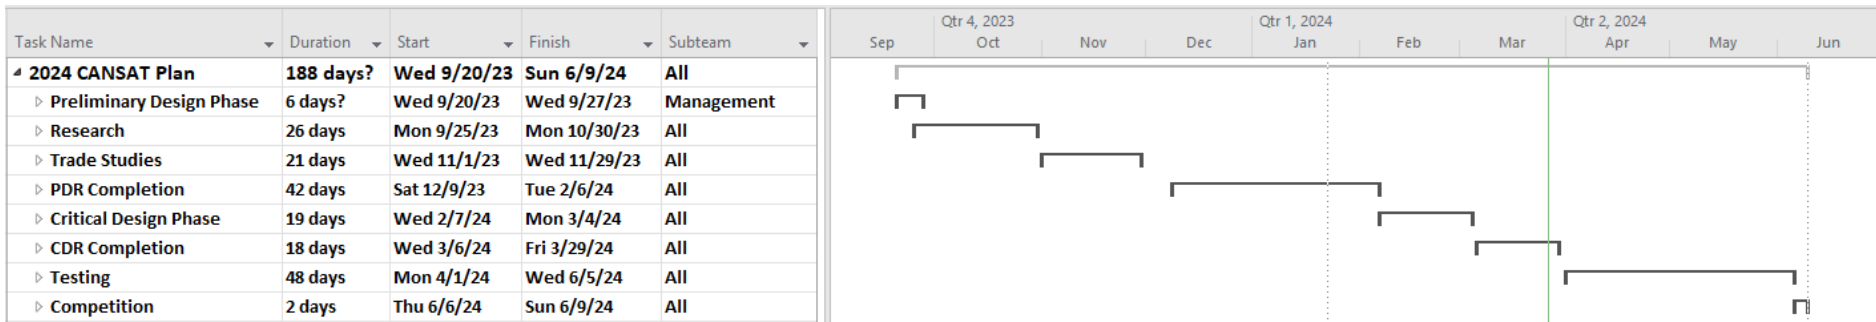 Qtr 4, 2023 Qtr 1, 2024 Qtr 2, 2024
Task Name Duration Start Finish Subteam Sep Oct Nov Dec Jan Feb Mar Apr May Jun
2024 CANSAT Plan 188 days? Wed 9/20/23 Sun 6/9/24 All
Preliminary Design Phase 6 days? Wed 9/20/23 Wed 9/27/23 Management
Research 26 days Mon 9/25/23 Mon 10/30/23 All
Trade Studies 21 days Wed 11/1/23 Wed 11/29/23 All
PDR Completion 42 days Sat 12/9/23 Tue 2/6/24 All
Critical Design Phase 19 days Wed 2/7/24 Mon 3/4/24 All
CDR Completion 18 days Wed 3/6/24 Fri 3/29/24 All
Testing 48 days Mon 4/1/24 Wed 6/5/24 All
Competition 2 days Thu 6/6/24 Sun 6/9/24 All